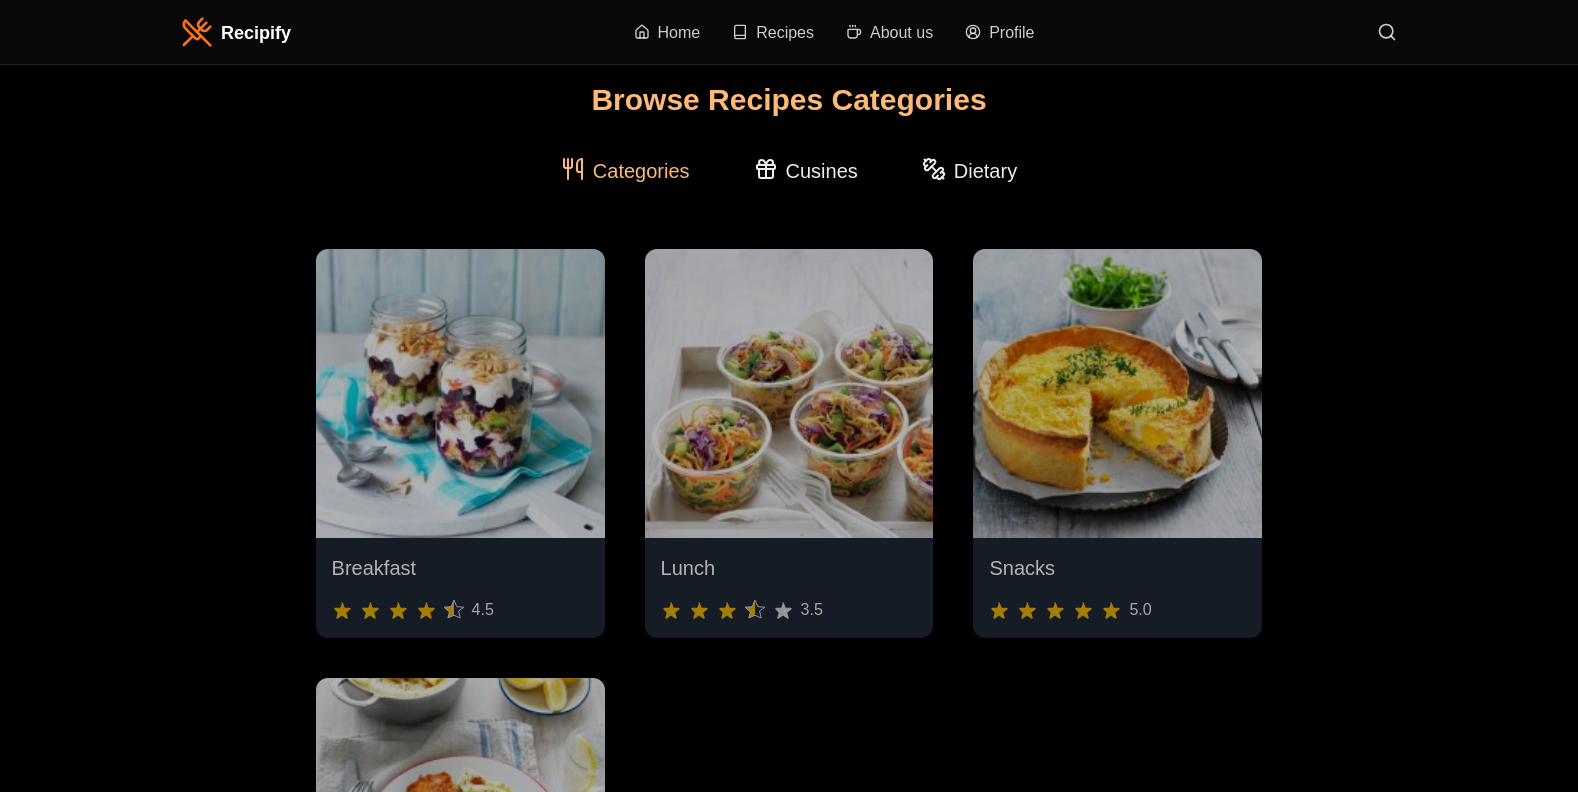 Recipify
Home
Recipes
About us
Profile
Browse Recipes Categories
Categories
Cusines
Dietary
Breakfast
4.5
Lunch
3.5
Snacks
5.0